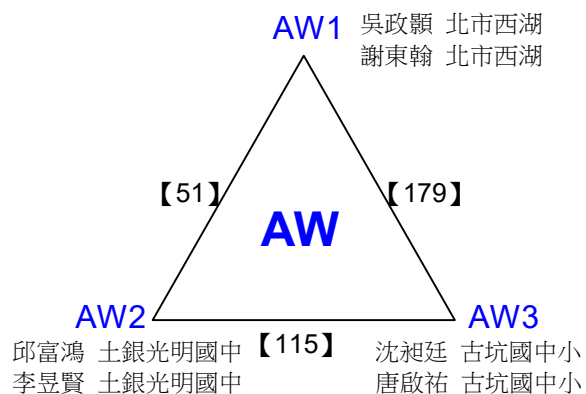 AW1 吳政顥 北市西湖
謝東翰 北市西湖
【51】
【179】
AW
AW2
AW3
【115】
邱富鴻 土銀光明國中
李昱賢 土銀光明國中
沈昶廷 古坑國中小
唐啟祐 古坑國中小